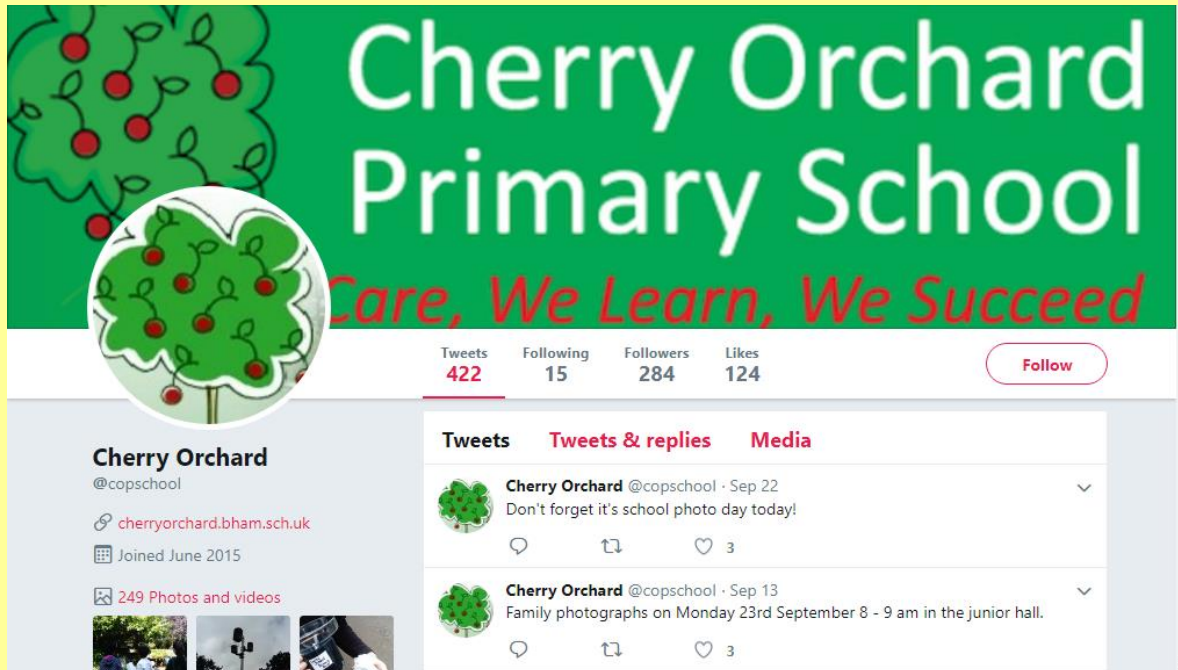 Cherry Orchard
Primary School
Care, We Learn, We Succeed
Tweets Following Followers Likes
422 15 284 124
Follow
Cherry Orchard
@copschool
cherryorchard.bham.sch.uk
Joined June 2015
249 Photos and videos
Tweets Tweets & replies Media
Cherry Orchard @copschool · Sep 22
Don't forget it's school photo day today!
3
Cherry Orchard @copschool · Sep 13
Family photographs on Monday 23rd September 8 - 9 am in the junior hall.
3